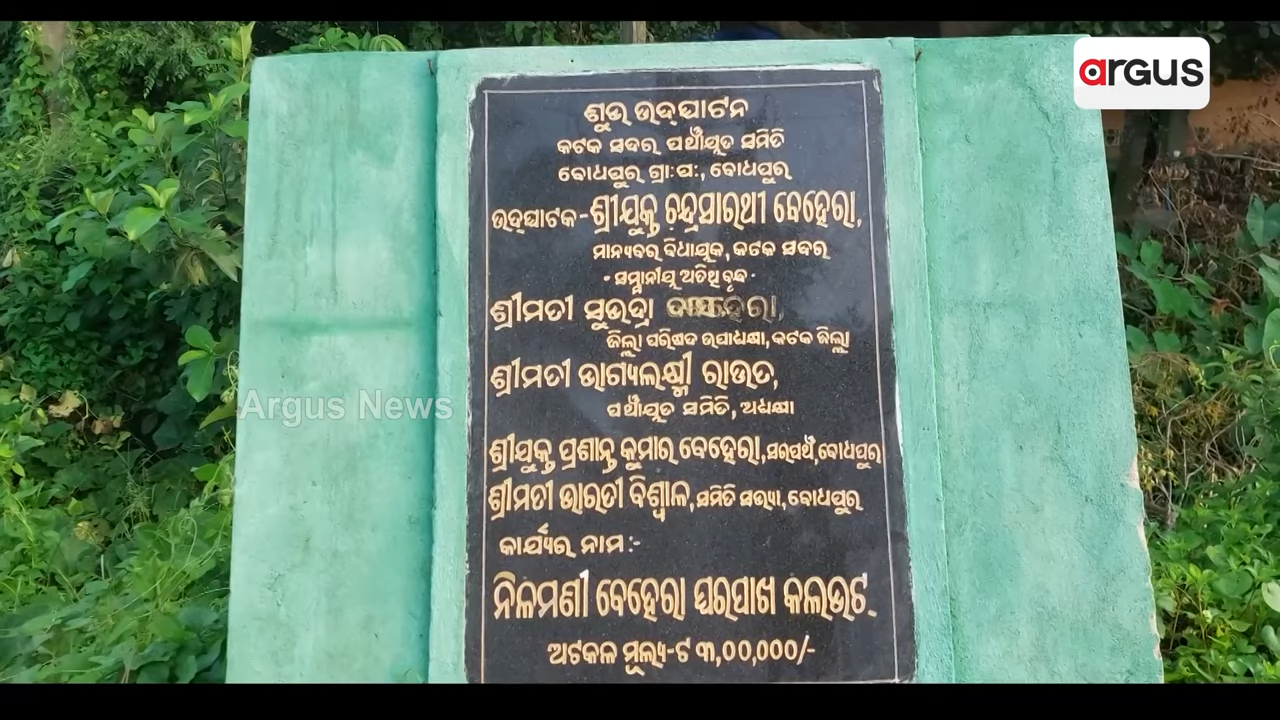 argus
ଶୁଭ ଉଦ୍‌ଘାଟନ
କଟକ ସଦର ପଞ୍ଚାୟତ ସମିତି
ବୋଧପୁର ଗ୍ରା:ପ:, ବୋଧପୁର
ଉଦ୍‌ଘାଟକ-ଶ୍ରୀଯୁକ୍ତ ଚନ୍ଦ୍ରସାରଥୀ ବେହେରା,
ମାନ୍ୟବର ବିଧାୟକ, କଟକ ସଦର
ସମ୍ମାନୀୟ ଅତିଥି ବୃନ୍ଦ
ଶ୍ରୀମତୀ ସୁଭଦ୍ରା
ଜିଲ୍ଲା ପରିଷଦ ଉପାଧ୍ୟକ୍ଷା, କଟକ ଜିଲ୍ଲା
ଶ୍ରୀମତୀ ଭାଗ୍ୟଲକ୍ଷ୍ମୀ ରାଉତ,
ପଞ୍ଚାୟତ ସମିତି, ଅଧ୍ୟକ୍ଷା
Argus News
ଶ୍ରୀଯୁକ୍ତ ପ୍ରଶାନ୍ତ କୁମାର ବେହେରା, ସରପଞ୍ଚ, ବୋଧପୁର
ଶ୍ରୀମତୀ ଭାରତୀ ବିଶ୍ୱାଳ, ସମିତି ସଭ୍ୟା, ବୋଧପୁର
କାର୍ଯ୍ୟର ନାମ :-
ନିଳମଣୀ ବେହେରା ଘରପାଖ କଲଭଟ
ଅଟକଳ ମୂଲ୍ୟ-ଟ ୩,୦୦,୦୦୦/-